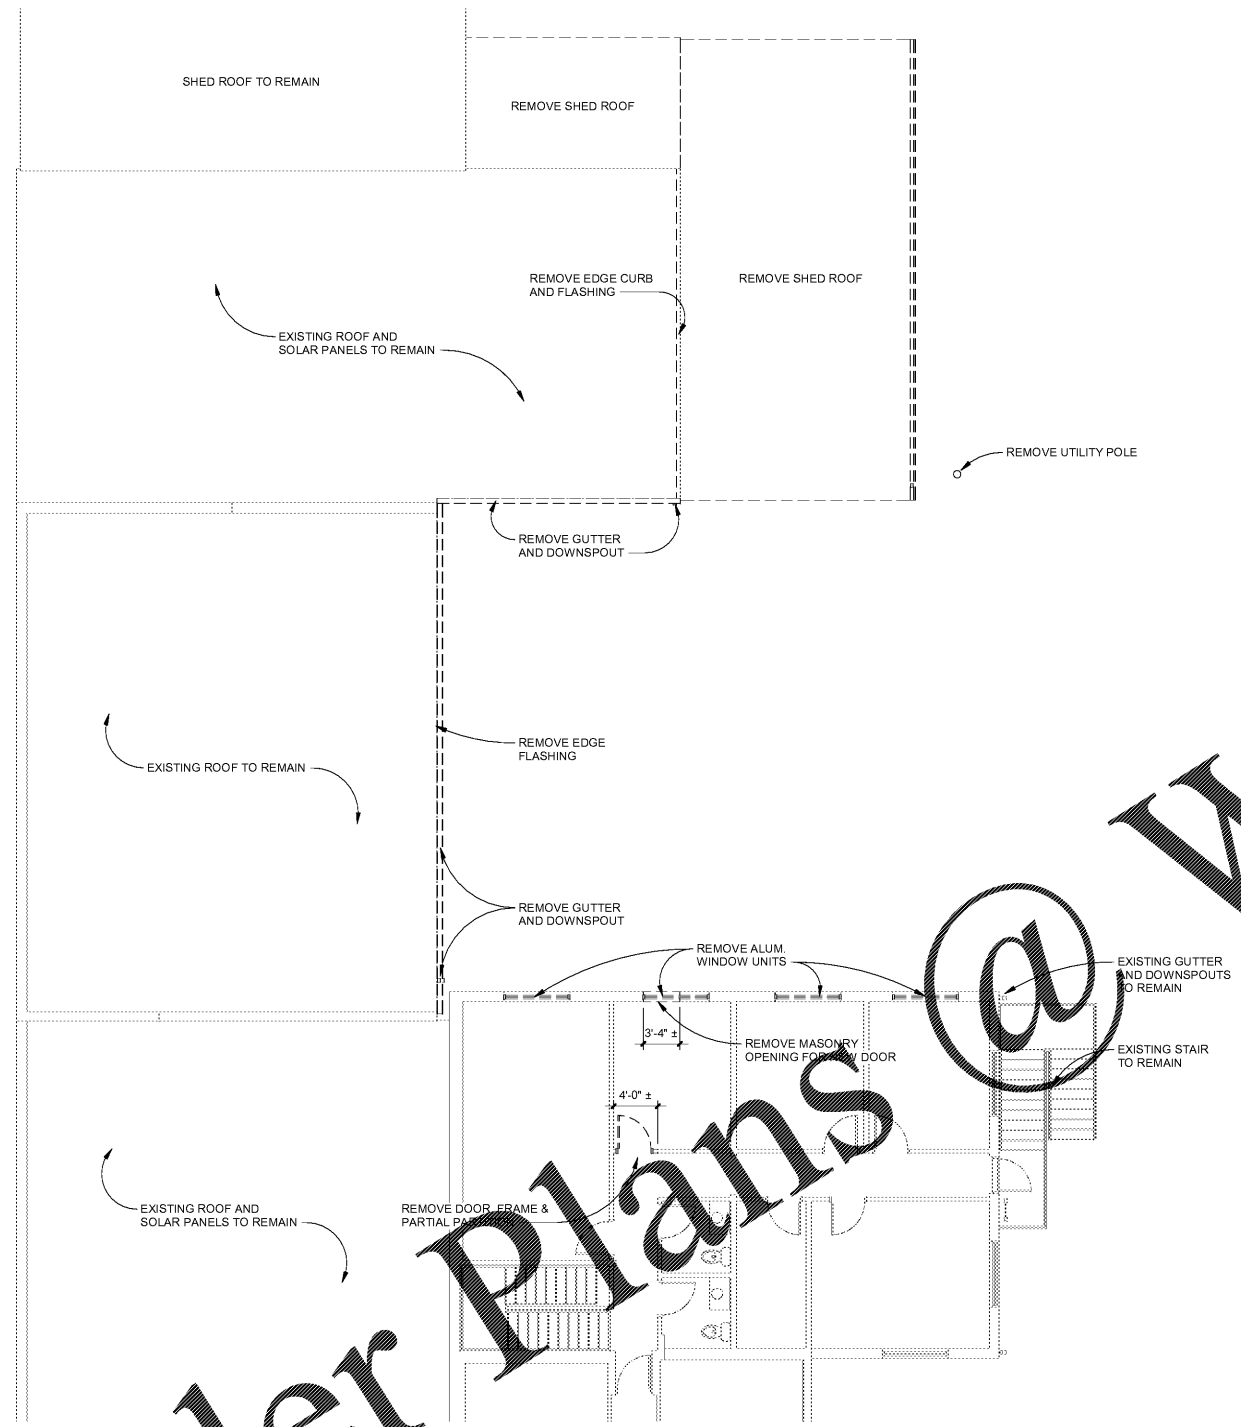 SHED ROOF TO REMAIN
REMOVE SHED ROOF
REMOVE EDGE CURB
AND FLASHING
REMOVE SHED ROOF
EXISTING ROOF AND
SOLAR PANELS TO REMAIN
REMOVE UTILITY POLE
REMOVE GUTTER
AND DOWNSPOUT
REMOVE EDGE
FLASHING
EXISTING ROOF TO REMAIN
REMOVE GUTTER
AND DOWNSPOUT
REMOVE ALUM.
WINDOW UNITS
EXISTING GUTTER
AND DOWNSPOUTS
TO REMAIN
3'-4" ±
REMOVE MASONRY
OPENING FOR NEW DOOR
EXISTING STAIR
TO REMAIN
4'-0" ±
EXISTING ROOF AND
SOLAR PANELS TO REMAIN
REMOVE DOOR, FRAME &
PARTIAL PARTITION
der Plans @ W